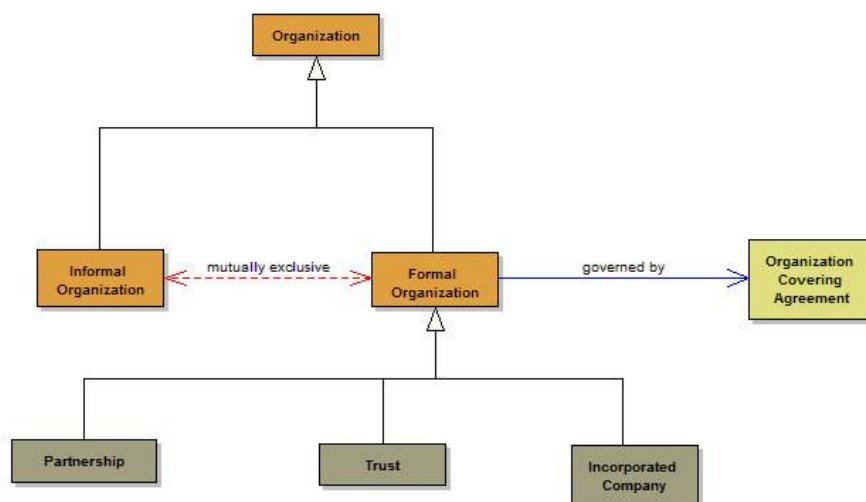 Organization
Informal
Organization
mutually exclusive
Formal
Organization
governed by
Organization
Covering
Agreement
Partnership
Trust
Incorporated
Company